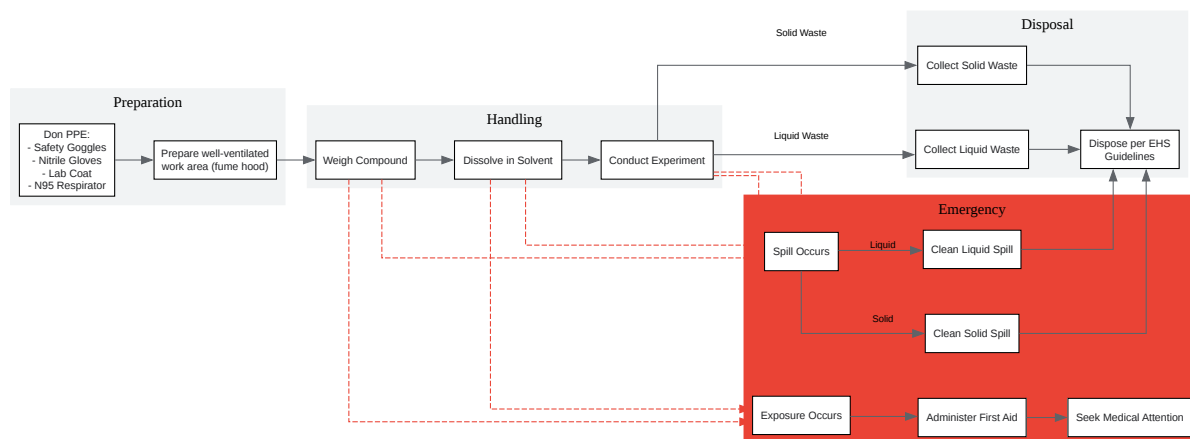 Preparation
Don PPE:
- Safety Goggles
- Nitrile Gloves
- Lab Coat
- N95 Respirator
Prepare well-ventilated
work area (fume hood)
Handling
Weigh Compound
Dissolve in Solvent
Conduct Experiment
Solid Waste
Liquid Waste
Disposal
Collect Solid Waste
Collect Liquid Waste
Dispose per EHS
Guidelines
Emergency
Spill Occurs
Liquid
Clean Liquid Spill
Solid
Clean Solid Spill
Exposure Occurs
Administer First Aid
Seek Medical Attention